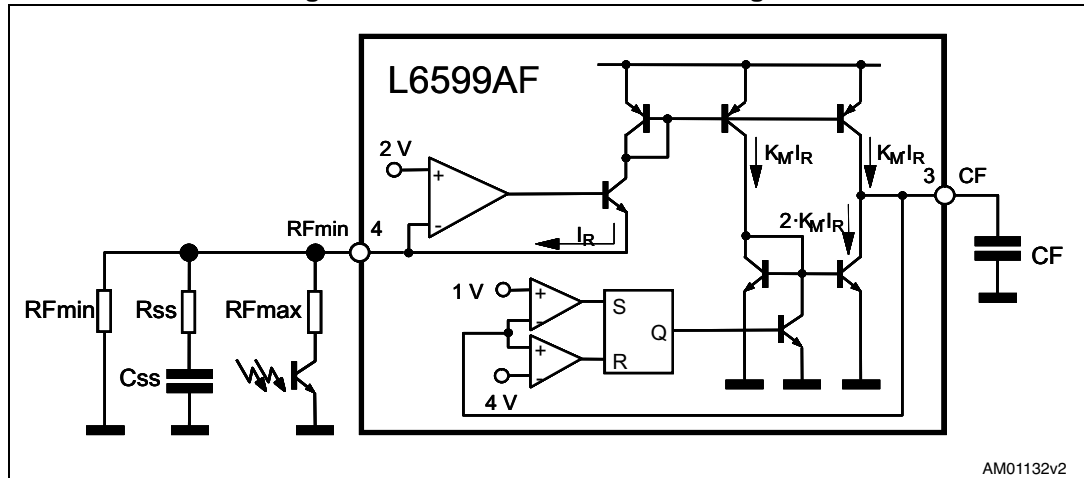 L6599AF
2 V
+
-
K_M·I_R
K_M·I_R
3 CF
RFmin 4
I_R
2·K_M·I_R
CF
RFmin
Rss
RFmax
1 V
+
-
S
Q
+
-
R
Css
4 V
AM01132v2